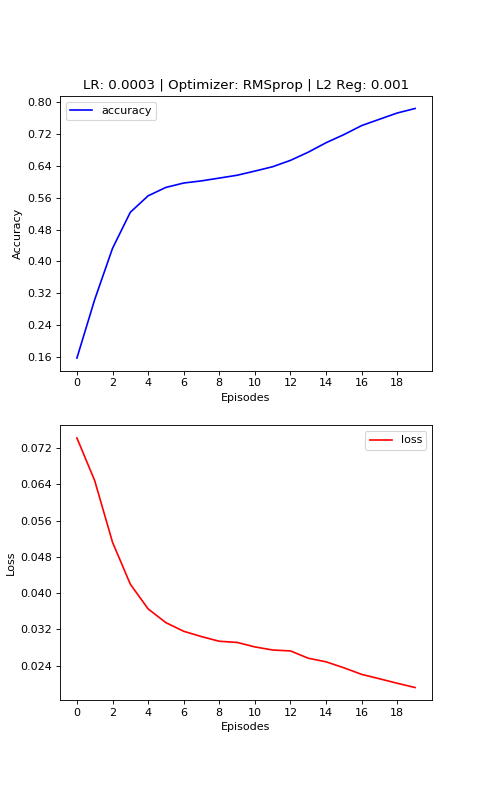 LR: 0.0003 | Optimizer: RMSprop | L2 Reg: 0.001
accuracy
0.80
0.72
0.64
0.56
0.48
0.40
0.32
0.24
0.16
Accuracy
0 2 4 6 8 10 12 14 16 18
Episodes
loss
0.072
0.064
0.056
0.048
0.040
0.032
0.024
Loss
0 2 4 6 8 10 12 14 16 18
Episodes